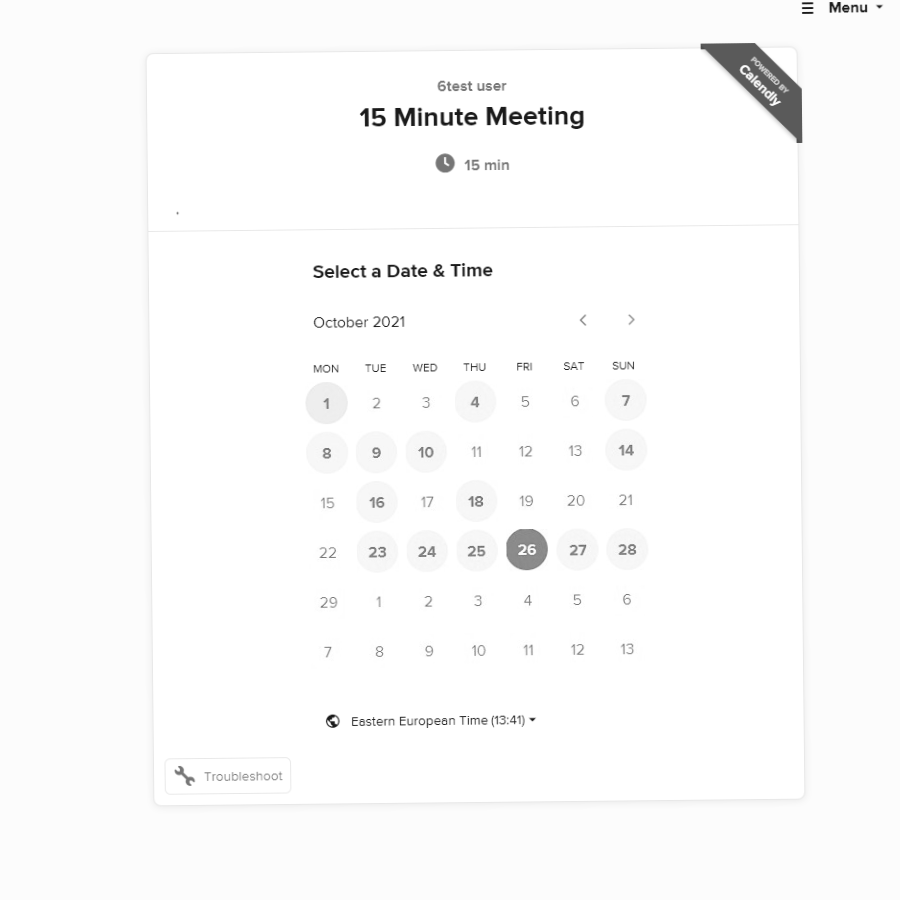 Menu
POWERED BY
Calendly
6test user
15 Minute Meeting
15 min
Select a Date & Time
October 2021
MON TUE WED THU FRI SAT SUN
1 2 3 4 5 6 7
8 9 10 11 12 13 14
15 16 17 18 19 20 21
22 23 24 25 26 27 28
29 1 2 3 4 5 6
7 8 9 10 11 12 13
Eastern European Time (13:41)
Troubleshoot